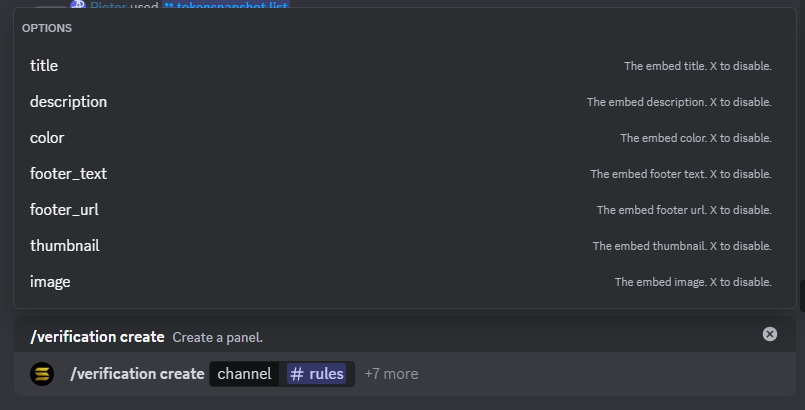 Pieter used tokensnapshot list
OPTIONS
title The embed title. X to disable.
description The embed description. X to disable.
color The embed color. X to disable.
footer_text The embed footer text. X to disable.
footer_url The embed footer url. X to disable.
thumbnail The embed thumbnail. X to disable.
image The embed image. X to disable.
/verification create Create a panel.
/verification create channel # rules +7 more